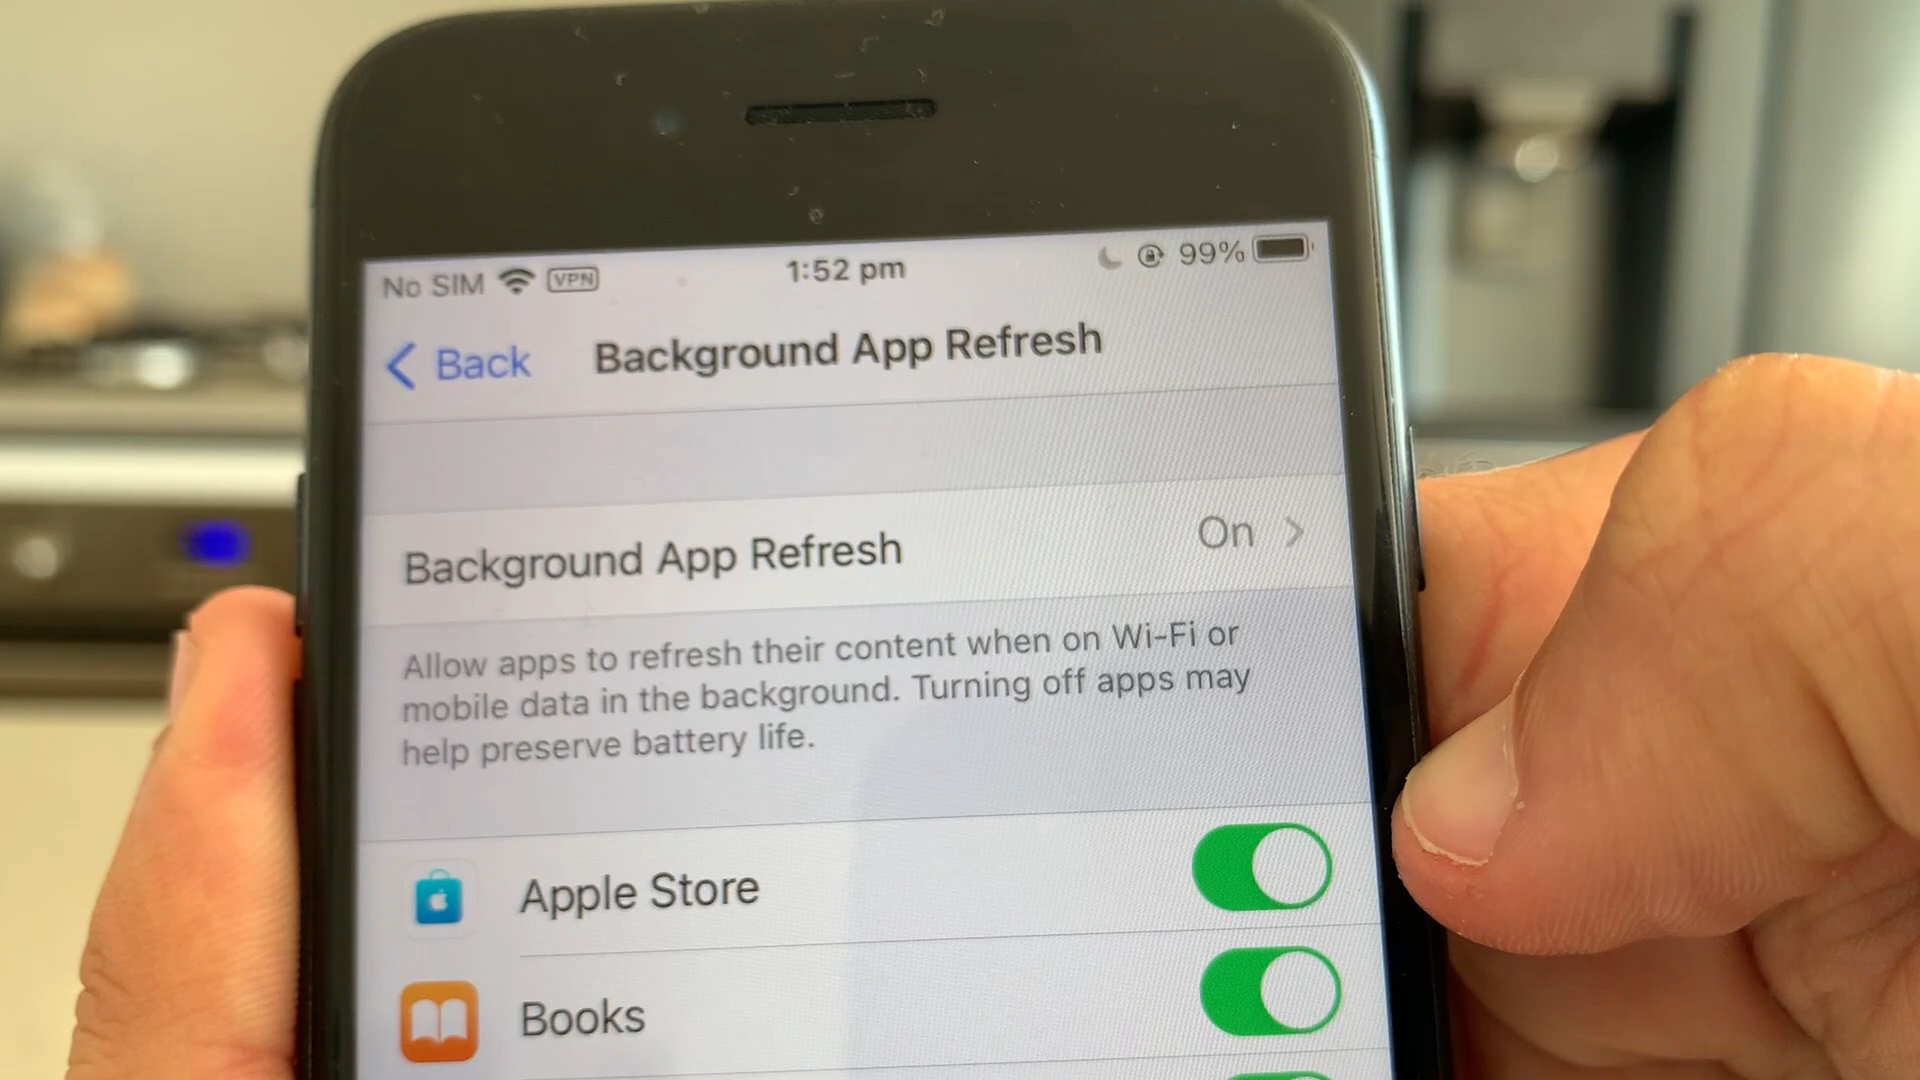 No SIM VPN 1:52 pm 99%
Back Background App Refresh
Background App Refresh On
Allow apps to refresh their content when on Wi-Fi or
mobile data in the background. Turning off apps may
help preserve battery life.
Apple Store
Books